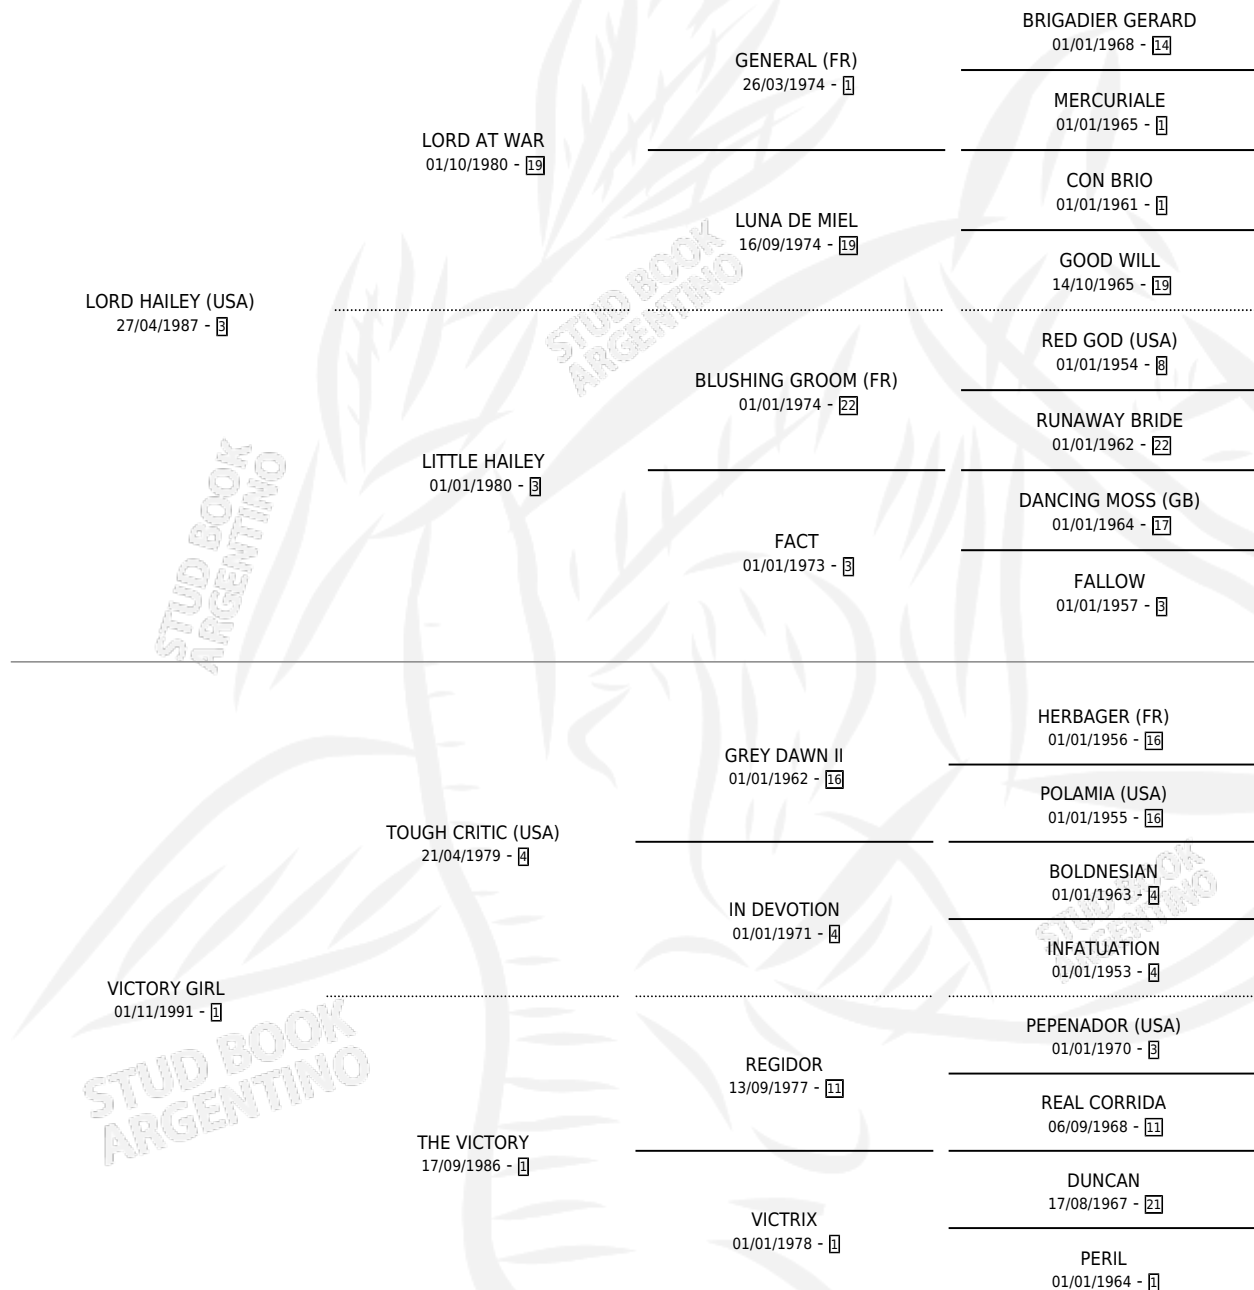 BRIGADIER GERARD
01/01/1968 - 14
GENERAL (FR)
26/03/1974 - 1
MERCURIALE
01/01/1965 - 1
LORD AT WAR
01/10/1980 - 19
CON BRIO
01/01/1961 - 1
LUNA DE MIEL
16/09/1974 - 19
GOOD WILL
14/10/1965 - 19
LORD HAILEY (USA)
27/04/1987 - 3
RED GOD (USA)
01/01/1954 - 8
BLUSHING GROOM (FR)
01/01/1974 - 22
RUNAWAY BRIDE
01/01/1962 - 22
LITTLE HAILEY
01/01/1980 - 3
DANCING MOSS (GB)
01/01/1964 - 17
FACT
01/01/1973 - 3
FALLOW
01/01/1957 - 3
HERBAGER (FR)
01/01/1956 - 16
GREY DAWN II
01/01/1962 - 16
POLAMIA (USA)
01/01/1955 - 16
TOUGH CRITIC (USA)
21/04/1979 - 4
BOLDNESIAN
01/01/1963 - 4
IN DEVOTION
01/01/1971 - 4
INFATUATION
01/01/1953 - 4
VICTORY GIRL
01/11/1991 - 1
PEPENADOR (USA)
01/01/1970 - 3
REGIDOR
13/09/1977 - 11
REAL CORRIDA
06/09/1968 - 11
THE VICTORY
17/09/1986 - 1
DUNCAN
17/08/1967 - 21
VICTRIX
01/01/1978 - 1
PERIL
01/01/1964 - 1
STUD BOOK
ARGENTINO
STUD BOOK
ARGENTINO
STUD BOOK
ARGENTINO
STUD BOOK
ARGENTINO